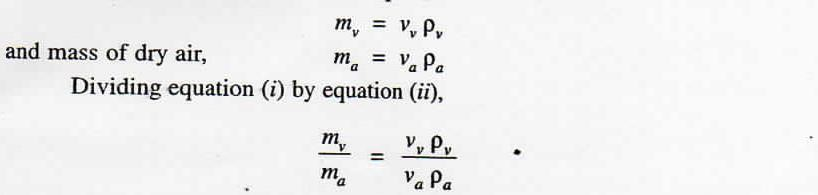 m_v = v_v ρ_v
and mass of dry air, m_a = v_a ρ_a
Dividing equation (i) by equation (ii),
m_v / m_a = v_v ρ_v / v_a ρ_a